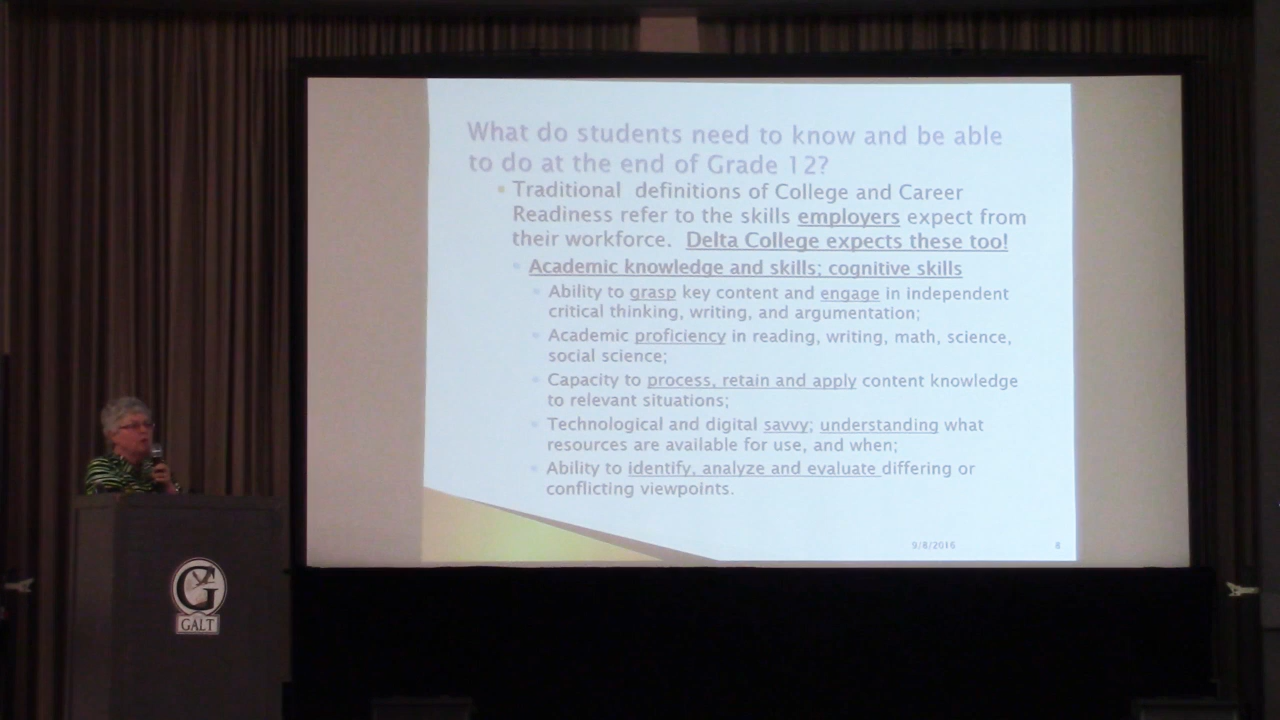 What do students need to know and be able
to do at the end of Grade 12?
Traditional definitions of College and Career
Readiness refer to the skills employers expect from
their workforce. Delta College expects these too!
Academic knowledge and skills; cognitive skills
Ability to grasp key content and engage in independent
critical thinking, writing, and argumentation;
Academic proficiency in reading, writing, math, science,
social science;
Capacity to process, retain and apply content knowledge
to relevant situations;
Technological and digital savvy; understanding what
resources are available for use, and when;
Ability to identify, analyze and evaluate differing or
conflicting viewpoints.
9/8/2016 8
G
GALT